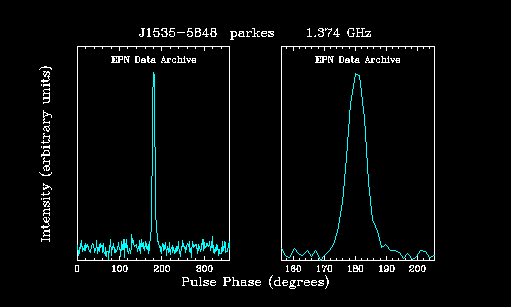 J1535-5848 parkes 1.374 GHz
EPN Data Archive EPN Data Archive
Intensity (arbitrary units)
0 100 200 300 160 170 180 190 200
Pulse Phase (degrees)